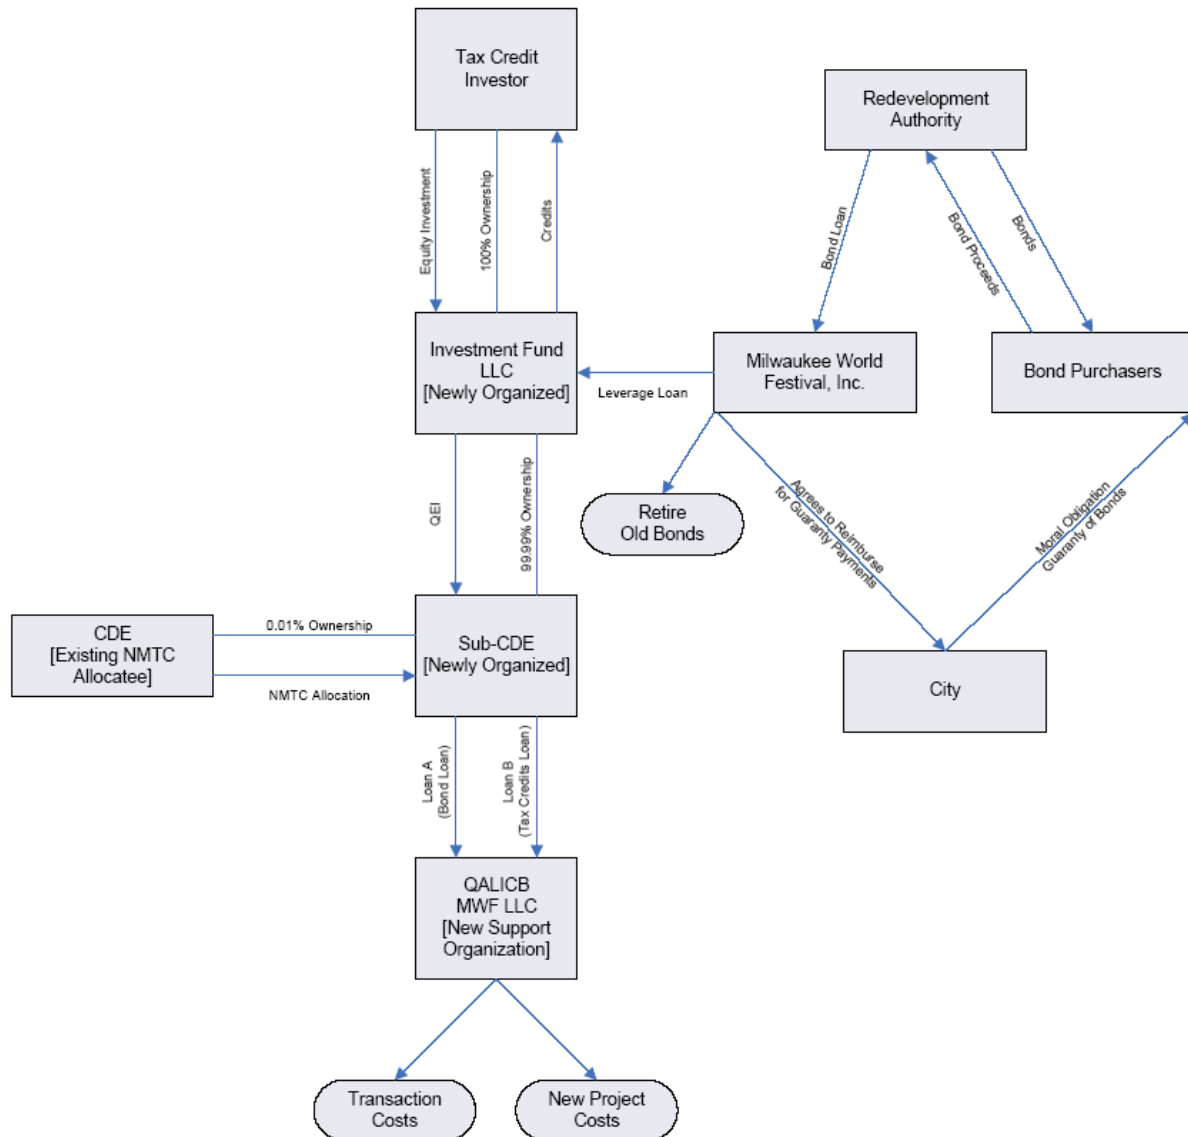 Tax Credit
Investor
Redevelopment
Authority
Equity Investment
100% Ownership
Credits
Bond Loan
Bond Proceeds
Bonds
Investment Fund
LLC
[Newly Organized]
Leverage Loan
Milwaukee World
Festival, Inc.
Bond Purchasers
QEI
99.99% Ownership
Retire
Old Bonds
Agrees to Reimburse
for Guaranty Payments
Moral Obligation
Guaranty of Bonds
CDE
[Existing NMTC
Allocatee]
0.01% Ownership
NMTC Allocation
Sub-CDE
[Newly Organized]
City
Loan A
(Bond Loan)
Loan B
(Tax Credits Loan)
QALICB
MWF LLC
[New Support
Organization]
Transaction
Costs
New Project
Costs